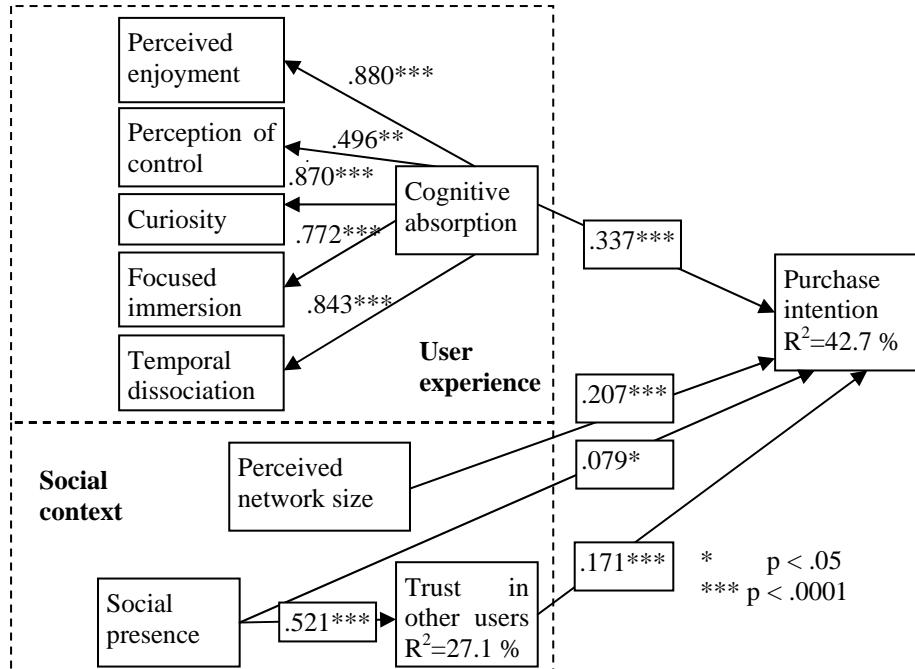 Perceived
enjoyment
.880***
Perception of
control
.496**
.870***
Cognitive
absorption
Curiosity
.772***
.337***
Focused
immersion
.843***
Purchase
intention
R²=42.7 %
Temporal
dissociation
User
experience
.207***
.079*
Social
context
Perceived
network size
.171***
* p < .05
*** p < .0001
Social
presence
.521***
Trust in
other users
R²=27.1 %